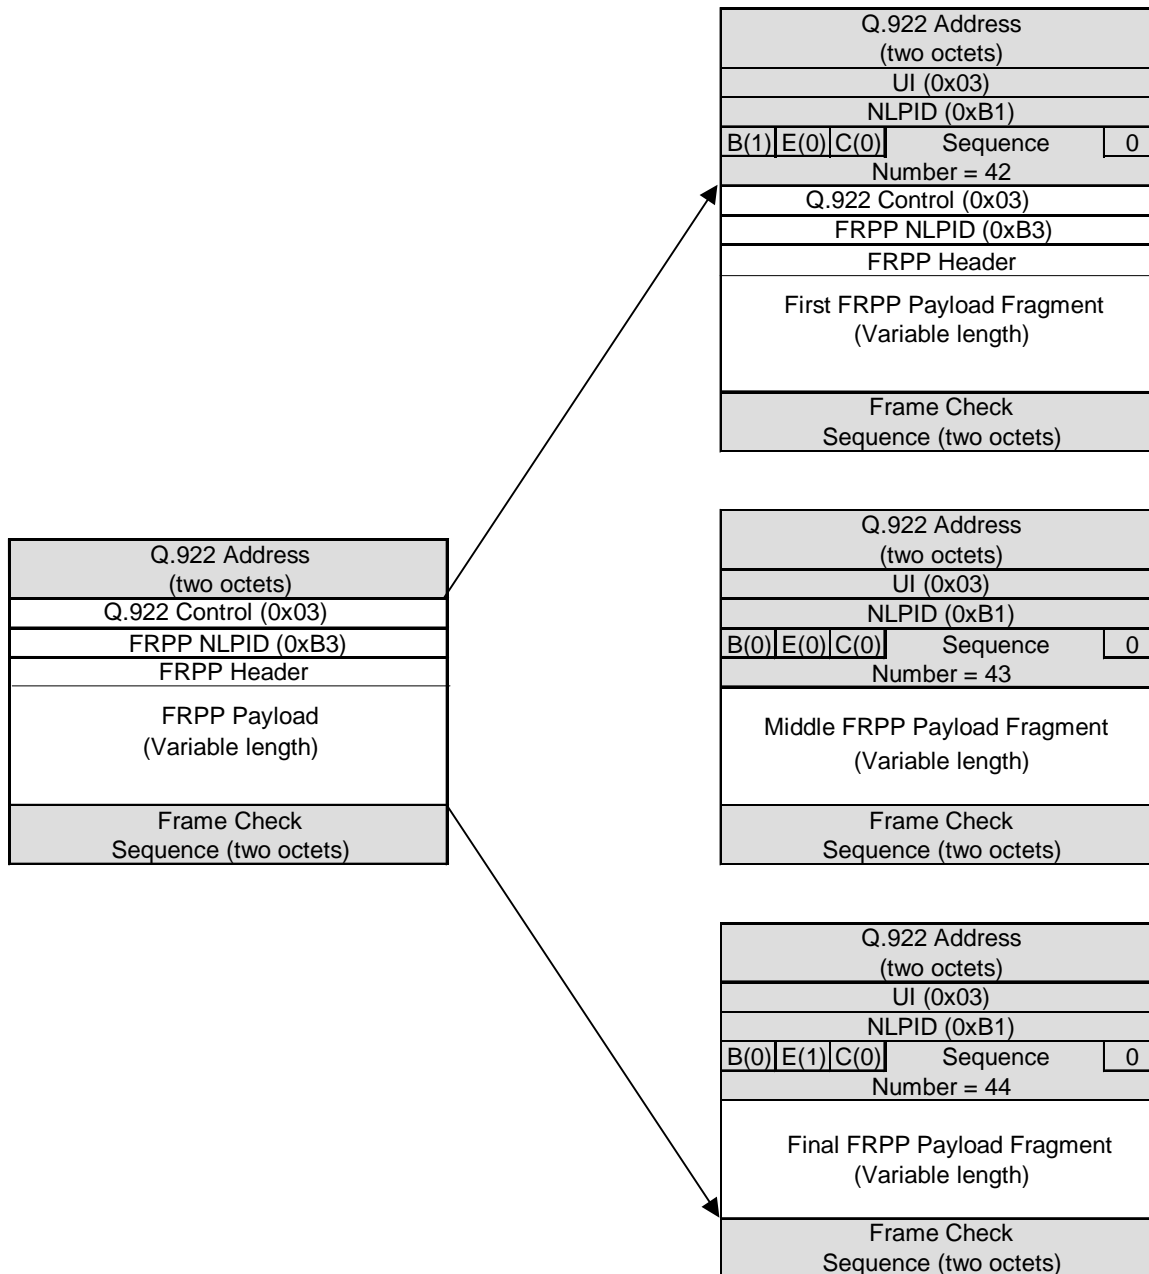 Q.922 Address
(two octets)
Q.922 Control (0x03)
FRPP NLPID (0xB3)
FRPP Header
FRPP Payload
(Variable length)
Frame Check
Sequence (two octets)
Q.922 Address
(two octets)
UI (0x03)
NLPID (0xB1)
B(1) E(0) C(0) Sequence 0
Number = 42
Q.922 Control (0x03)
FRPP NLPID (0xB3)
FRPP Header
First FRPP Payload Fragment
(Variable length)
Frame Check
Sequence (two octets)
Q.922 Address
(two octets)
UI (0x03)
NLPID (0xB1)
B(0) E(0) C(0) Sequence 0
Number = 43
Middle FRPP Payload Fragment
(Variable length)
Frame Check
Sequence (two octets)
Q.922 Address
(two octets)
UI (0x03)
NLPID (0xB1)
B(0) E(1) C(0) Sequence 0
Number = 44
Final FRPP Payload Fragment
(Variable length)
Frame Check
Sequence (two octets)